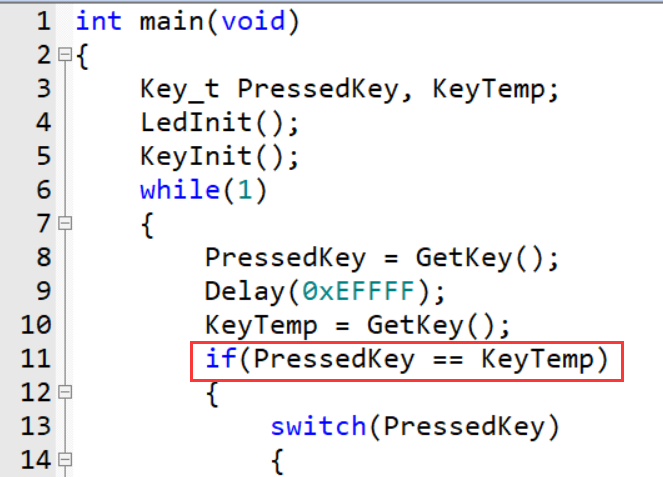 1 int main(void)
2 {
3 Key_t PressedKey, KeyTemp;
4 LedInit();
5 KeyInit();
6 while(1)
7 {
8 PressedKey = GetKey();
9 Delay(0xEFFFF);
10 KeyTemp = GetKey();
11 if(PressedKey == KeyTemp)
12 {
13 switch(PressedKey)
14 {